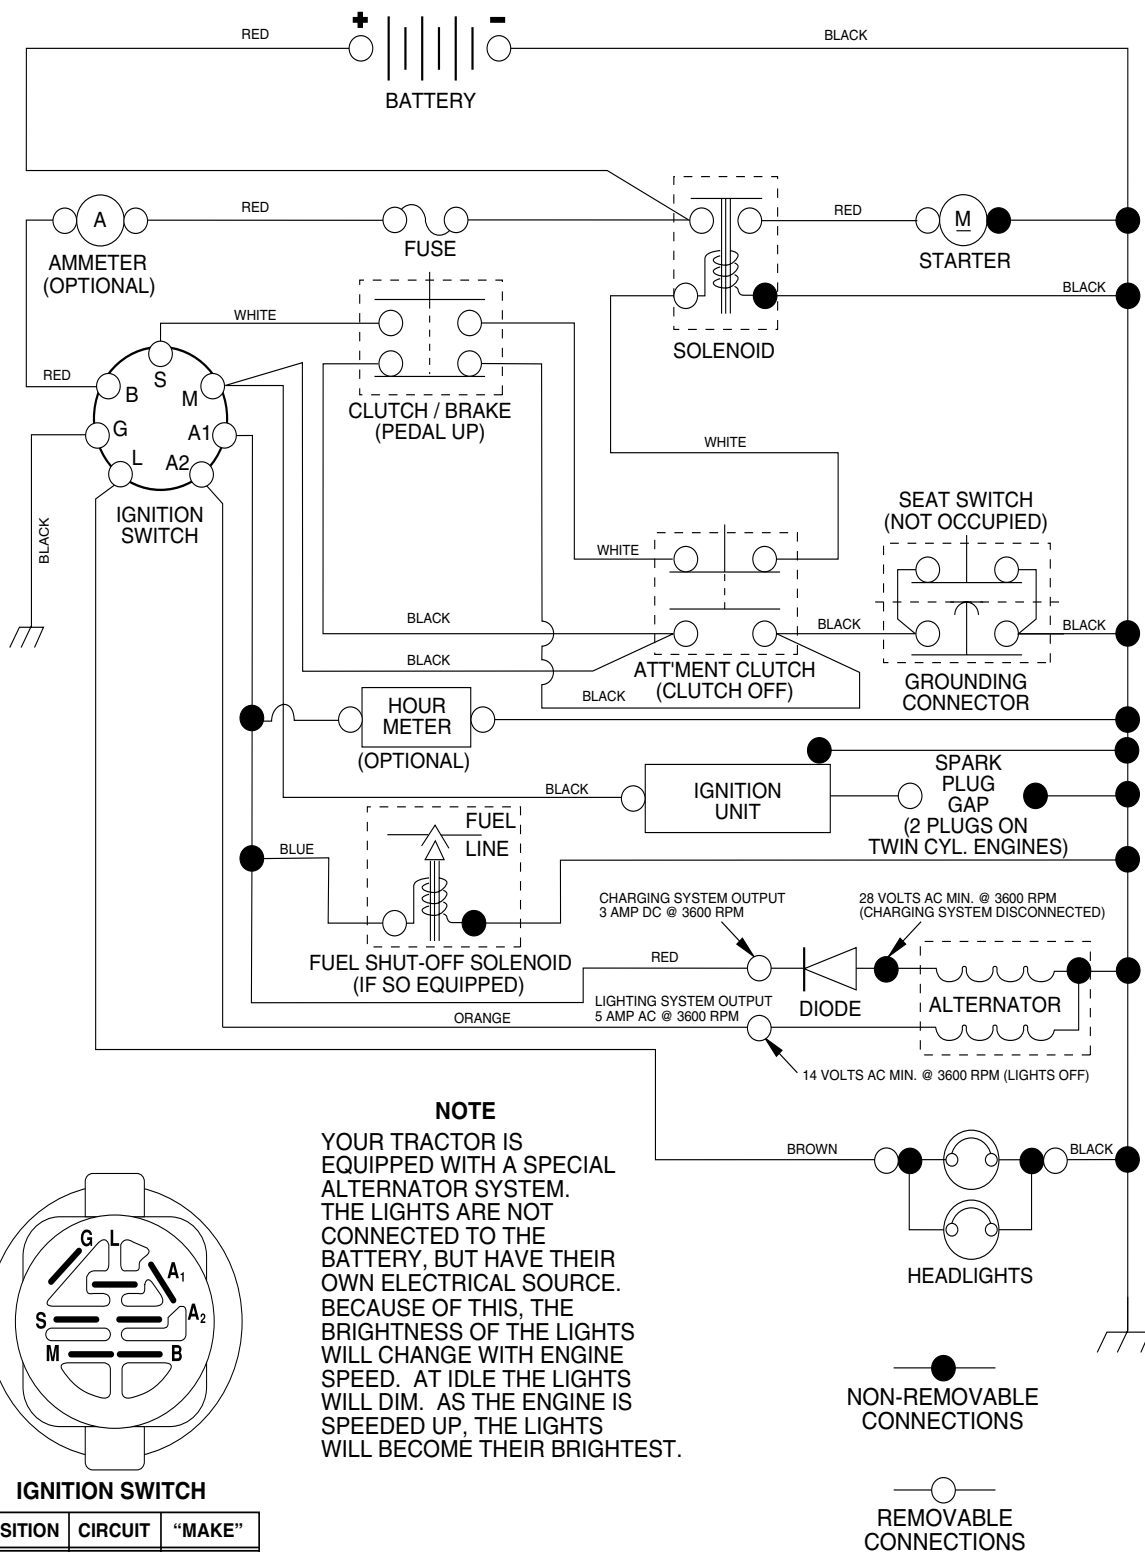 + -
RED
BLACK
BATTERY
A
RED
FUSE
RED
M
STARTER
AMMETER
(OPTIONAL)
BLACK
WHITE
SOLENOID
RED
S
B
M
G
A1
L
A2
CLUTCH / BRAKE
(PEDAL UP)
WHITE
IGNITION
SWITCH
BLACK
SEAT SWITCH
(NOT OCCUPIED)
WHITE
BLACK
BLACK
BLACK
BLACK
ATT'MENT CLUTCH
(CLUTCH OFF)
BLACK
GROUNDING
CONNECTOR
HOUR
METER
(OPTIONAL)
BLACK
IGNITION
UNIT
SPARK
PLUG
GAP
(2 PLUGS ON
TWIN CYL. ENGINES)
FUEL
LINE
BLUE
FUEL SHUT-OFF SOLENOID
(IF SO EQUIPPED)
CHARGING SYSTEM OUTPUT
3 AMP DC @ 3600 RPM
28 VOLTS AC MIN. @ 3600 RPM
(CHARGING SYSTEM DISCONNECTED)
RED
DIODE
ALTERNATOR
LIGHTING SYSTEM OUTPUT
5 AMP AC @ 3600 RPM
ORANGE
14 VOLTS AC MIN. @ 3600 RPM (LIGHTS OFF)
NOTE
YOUR TRACTOR IS
EQUIPPED WITH A SPECIAL
ALTERNATOR SYSTEM.
THE LIGHTS ARE NOT
CONNECTED TO THE
BATTERY, BUT HAVE THEIR
OWN ELECTRICAL SOURCE.
BECAUSE OF THIS, THE
BRIGHTNESS OF THE LIGHTS
WILL CHANGE WITH ENGINE
SPEED. AT IDLE THE LIGHTS
WILL DIM. AS THE ENGINE IS
SPEEDED UP, THE LIGHTS
WILL BECOME THEIR BRIGHTEST.
BROWN
BLACK
HEADLIGHTS
G
L
A1
A2
S
M
B
IGNITION SWITCH
SITION CIRCUIT “MAKE”
NON-REMOVABLE
CONNECTIONS
REMOVABLE
CONNECTIONS